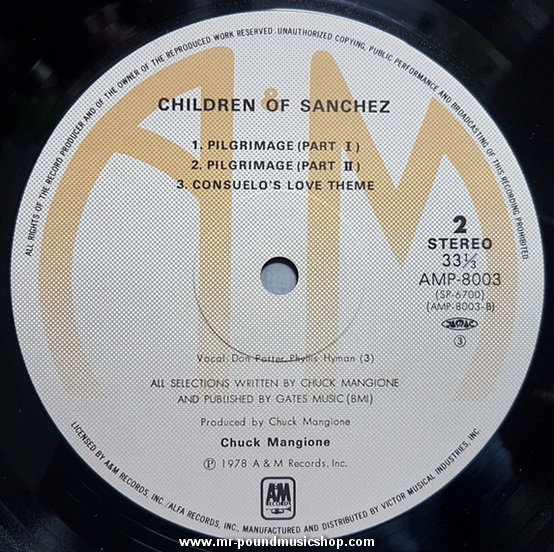 ALL RIGHTS OF THE RECORD PRODUCER AND OF THE OWNER OF THE REPRODUCED WORK RESERVED. UNAUTHORIZED COPYING, PUBLIC PERFORMANCE AND BROADCASTING OF THIS RECORDING PROHIBITED
A&M
CHILDREN OF SANCHEZ
1. PILGRIMAGE (PART I)
2. PILGRIMAGE (PART II)
3. CONSUELO'S LOVE THEME
2
STEREO
33⅓
AMP-8003
(SP-6700)
(AMP-8003-B)
③
Vocal: Don Potter, Phyllis Hyman (3)
ALL SELECTIONS WRITTEN BY CHUCK MANGIONE
AND PUBLISHED BY GATES MUSIC (BMI)
Produced by Chuck Mangione
Chuck Mangione
Ⓟ 1978 A & M Records, Inc.
A&M
RECORDS
LICENSED BY A&M RECORDS, INC./ALFA RECORDS, INC., MANUFACTURED AND DISTRIBUTED BY VICTOR MUSICAL INDUSTRIES, INC.
www.mr-poundmusicshop.com